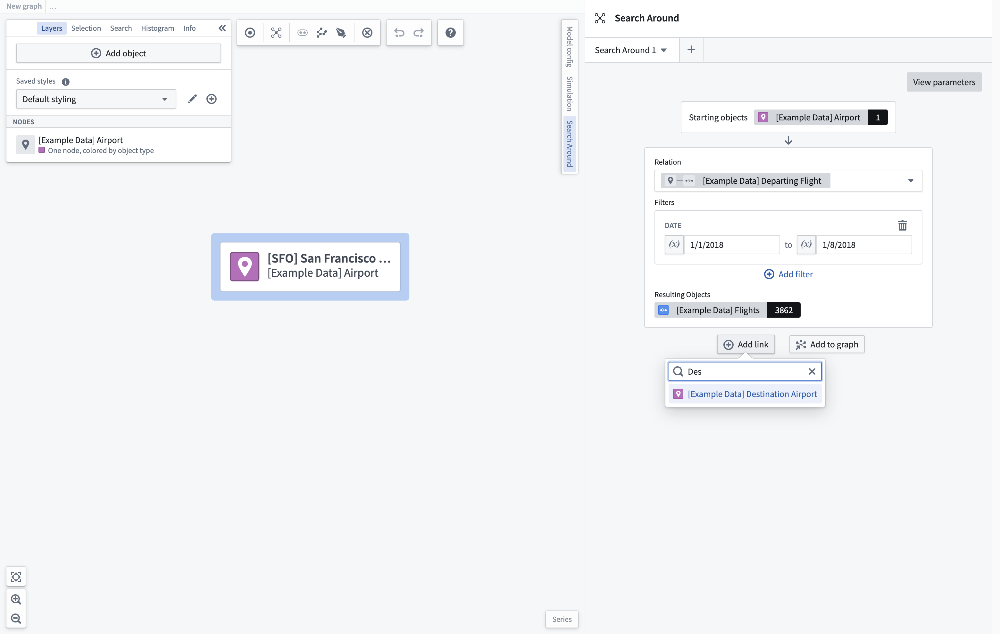 New graph ...
Layers Selection Search Histogram Info
Add object
Saved styles
Default styling
NODES
[Example Data] Airport
One node, colored by object type
[SFO] San Francisco ...
[Example Data] Airport
Series
Model config
Simulation
Search Around
Search Around
Search Around 1
View parameters
Starting objects [Example Data] Airport 1
Relation
[Example Data] Departing Flight
Filters
DATE
(x) 1/1/2018 to (x) 1/8/2018
Add filter
Resulting Objects
[Example Data] Flights 3862
Add link Add to graph
Des
[Example Data] Destination Airport